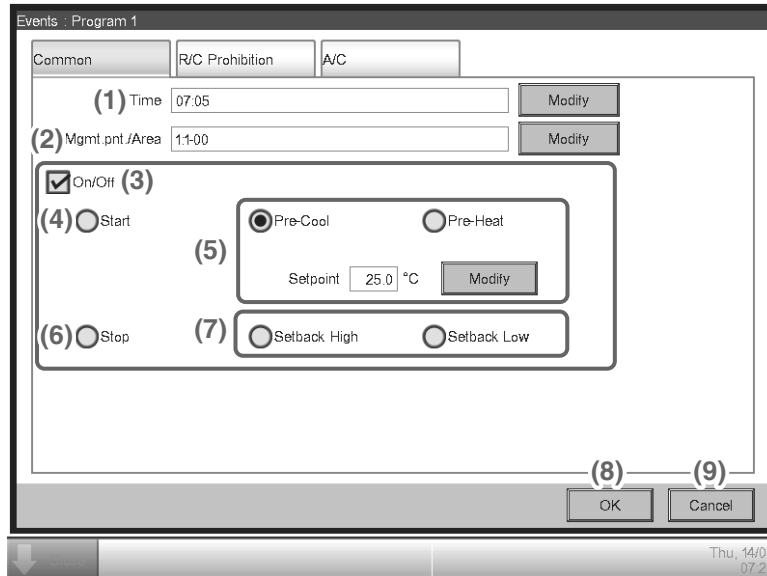 Events : Program 1
Common R/C Prohibition A/C
(1) Time 07:05 Modify
(2) Mgmt.pnt./Area 1:1-00 Modify
On/Off (3)
(4) Start Pre-Cool Pre-Heat
(5)
Setpoint 25.0 °C Modify
(6) Stop (7) Setback High Setback Low
(8) (9)
OK Cancel
Thu, 14/0
07:2